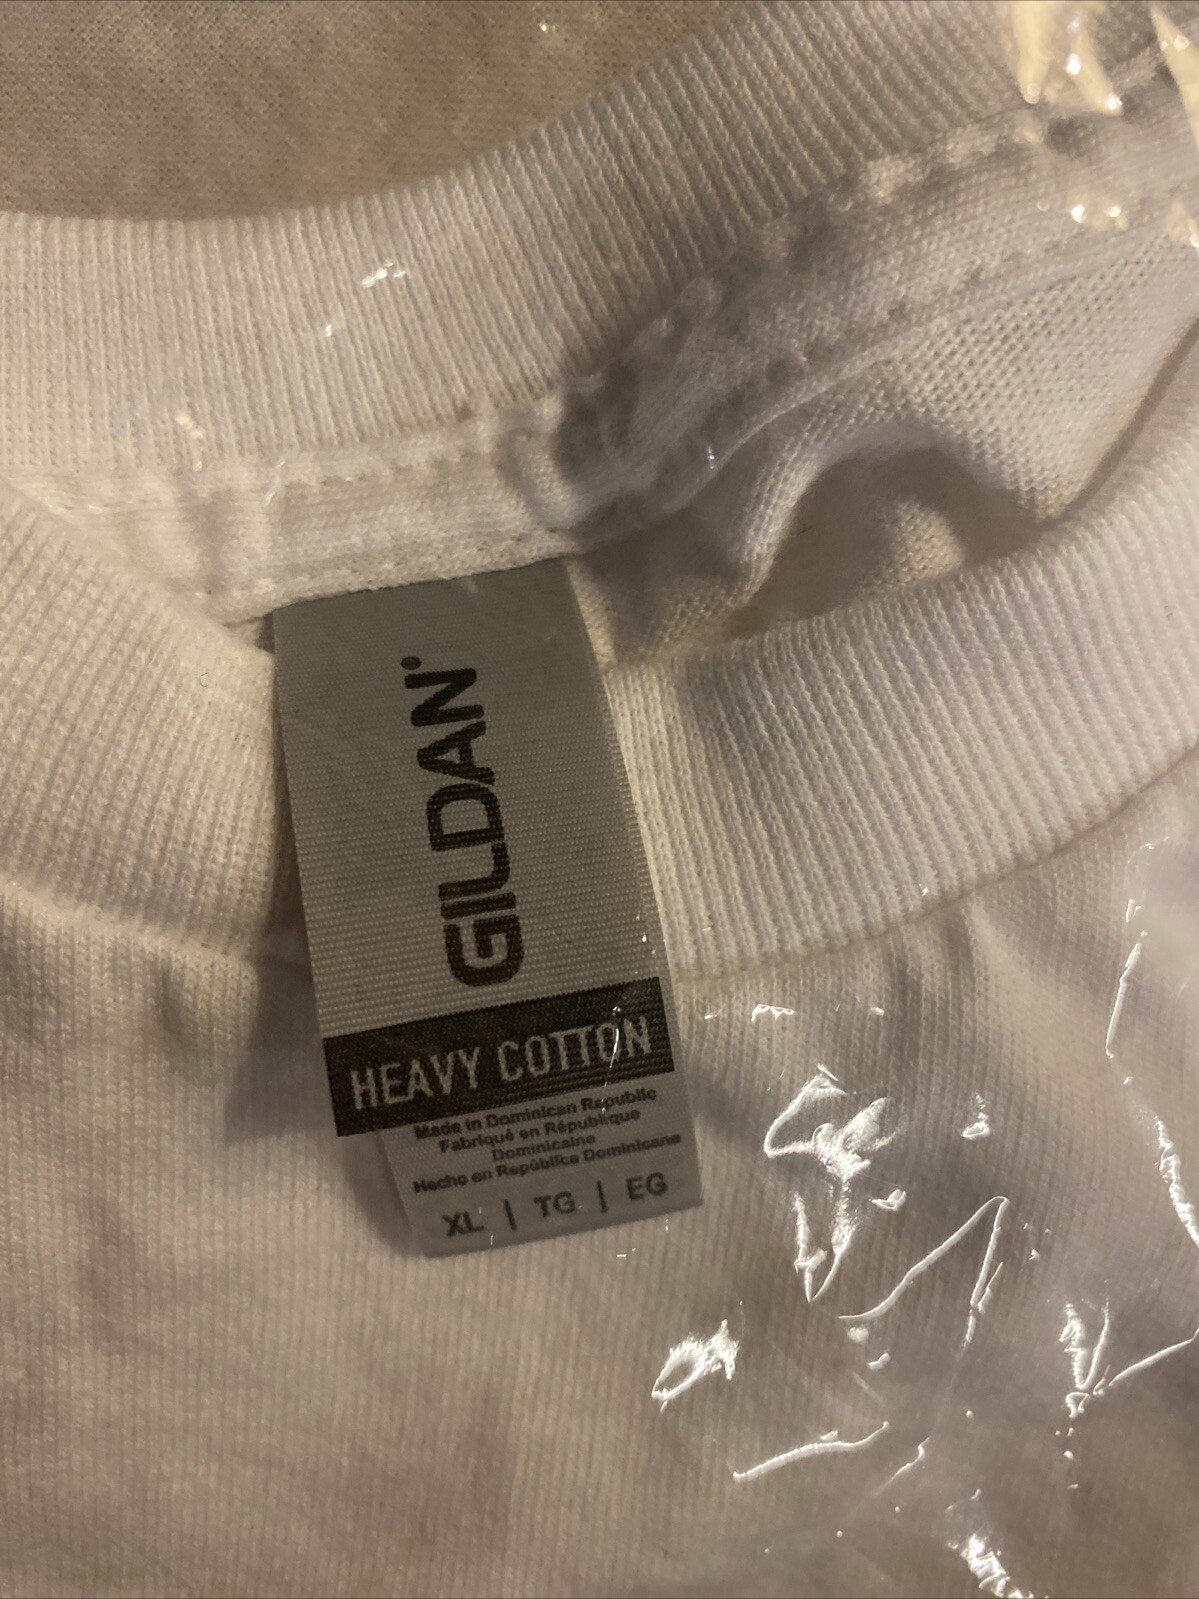 GILDAN®
HEAVY COTTON
Made in Dominican Republic
Fabriqué en République
Dominicaine
Hecho en República Dominicana
XL | TG | EG